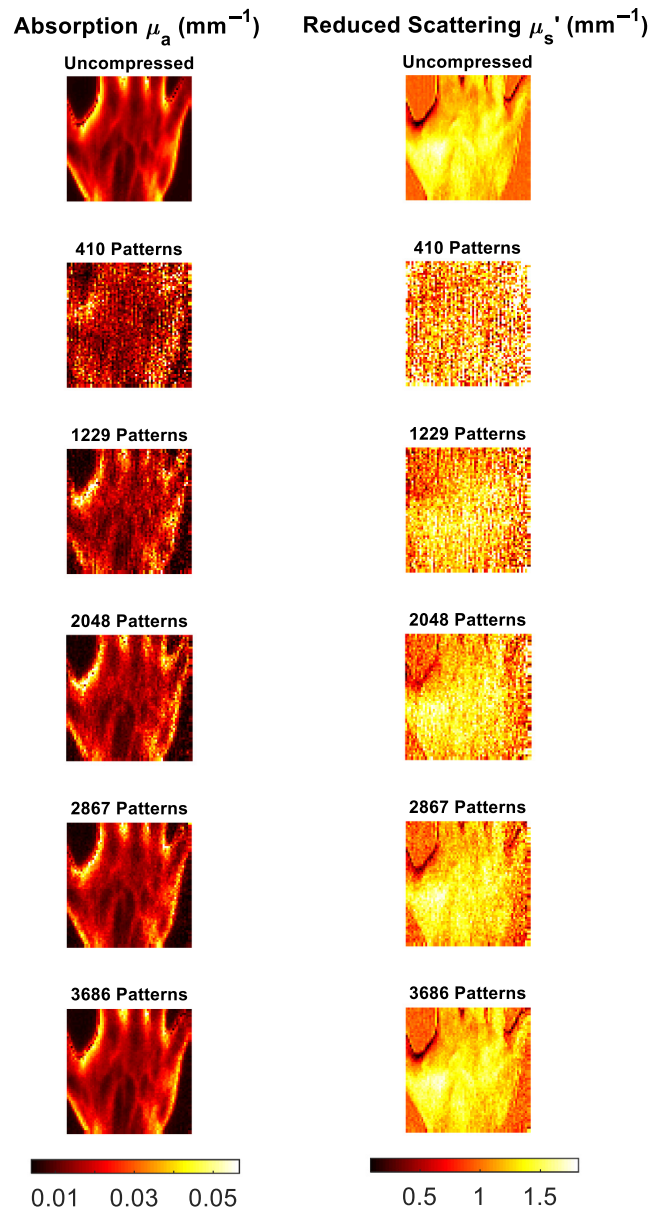 Absorption μa (mm⁻¹) Reduced Scattering μs' (mm⁻¹)
Uncompressed Uncompressed
410 Patterns 410 Patterns
1229 Patterns 1229 Patterns
2048 Patterns 2048 Patterns
2867 Patterns 2867 Patterns
3686 Patterns 3686 Patterns
0.01 0.03 0.05 0.5 1 1.5